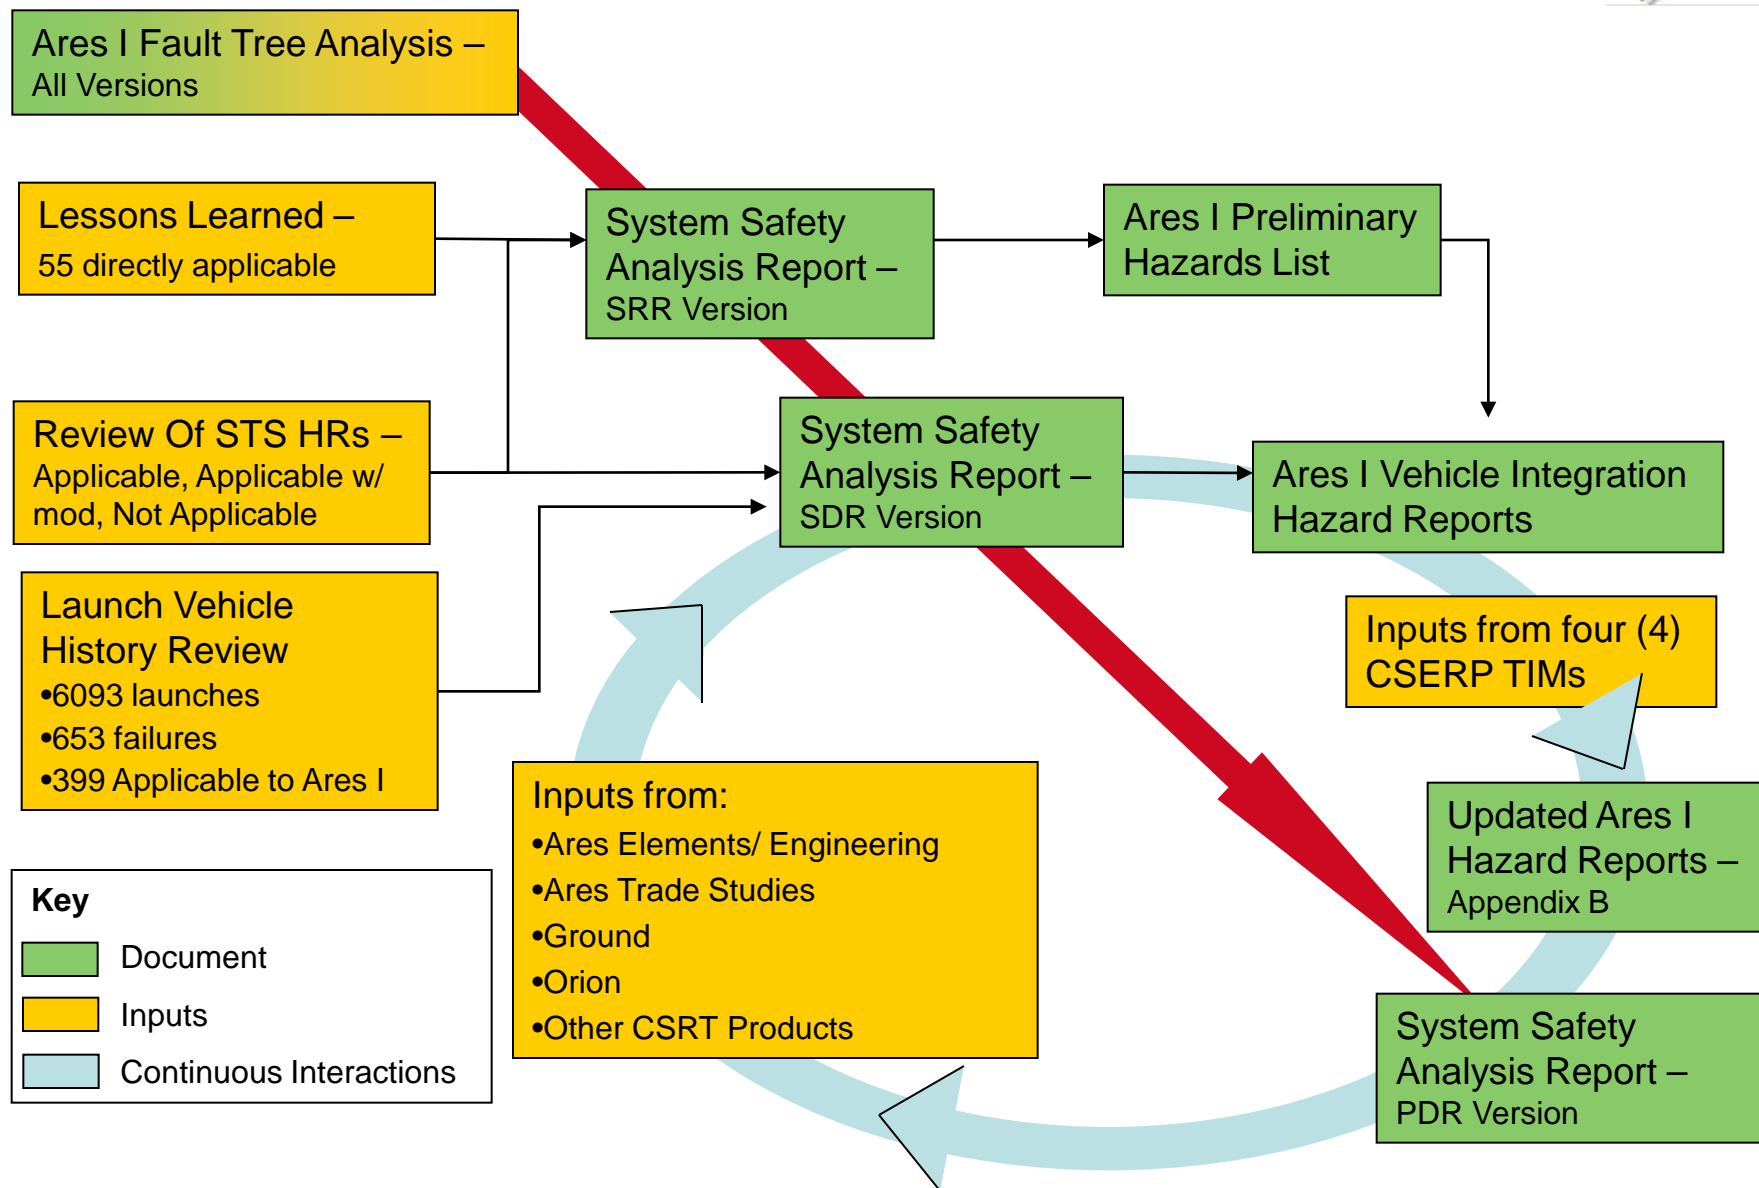 Ares I Fault Tree Analysis –
All Versions
Lessons Learned –
55 directly applicable
System Safety
Analysis Report –
SRR Version
Ares I Preliminary
Hazards List
Review Of STS HRs –
Applicable, Applicable w/
mod, Not Applicable
System Safety
Analysis Report –
SDR Version
Ares I Vehicle Integration
Hazard Reports
Launch Vehicle
History Review
•6093 launches
•653 failures
•399 Applicable to Ares I
Inputs from four (4)
CSERP TIMs
Inputs from:
•Ares Elements/ Engineering
•Ares Trade Studies
•Ground
•Orion
•Other CSRT Products
Updated Ares I
Hazard Reports –
Appendix B
System Safety
Analysis Report –
PDR Version
Key
Document
Inputs
Continuous Interactions